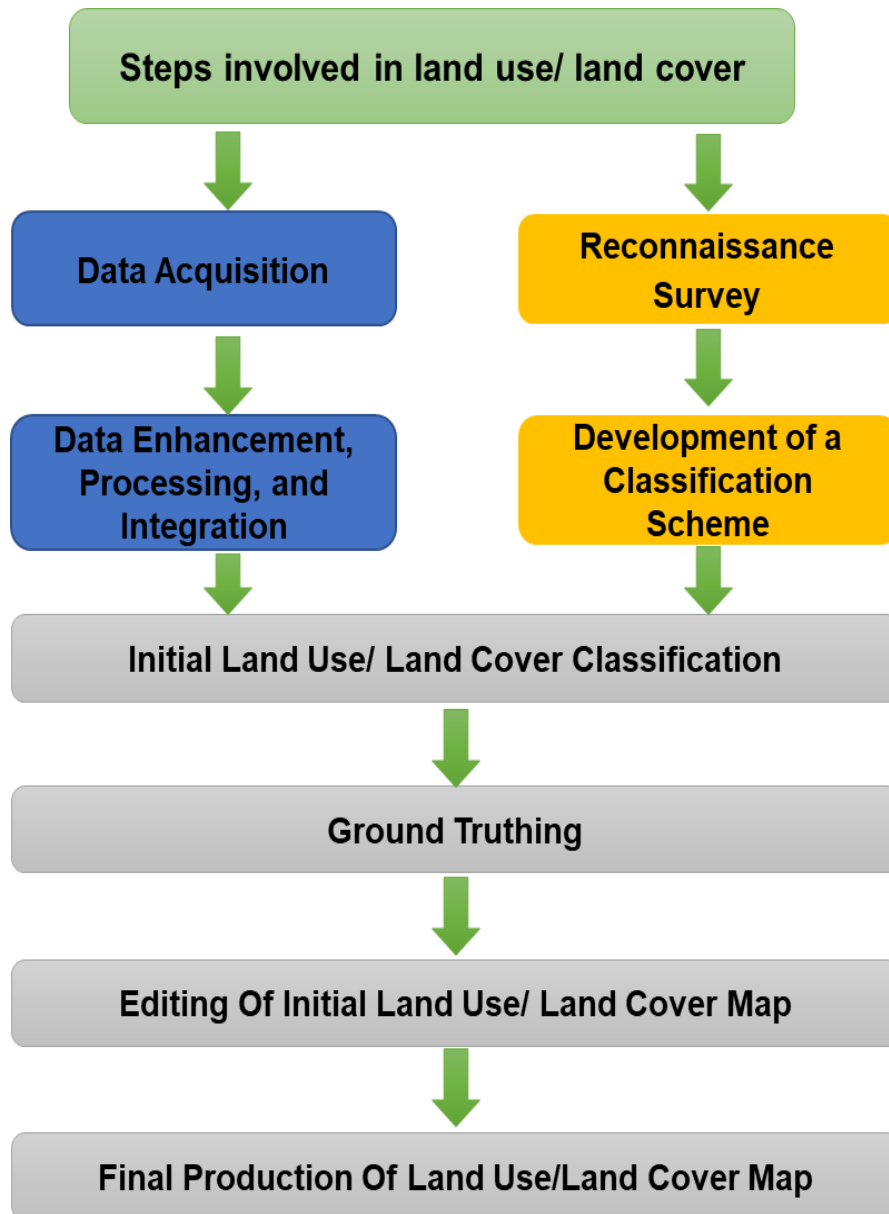 Steps involved in land use/ land cover
Data Acquisition
Reconnaissance
Survey
Data Enhancement,
Processing, and
Integration
Development of a
Classification
Scheme
Initial Land Use/ Land Cover Classification
Ground Truthing
Editing Of Initial Land Use/ Land Cover Map
Final Production Of Land Use/Land Cover Map